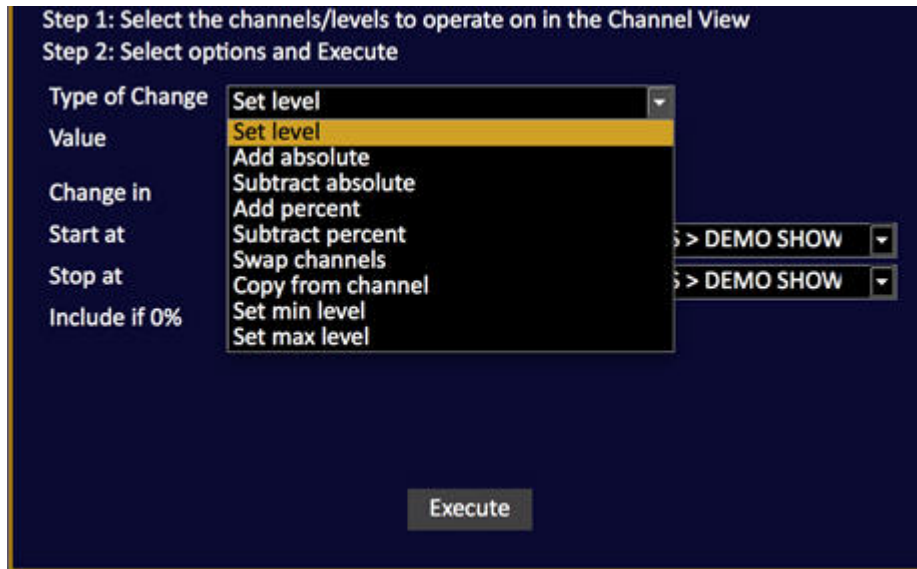 Step 1: Select the channels/levels to operate on in the Channel View
Step 2: Select options and Execute
Type of Change Set level
Value Set level
Add absolute
Subtract absolute
Change in Add percent
Start at Subtract percent > DEMO SHOW
Swap channels
Stop at Copy from channel > DEMO SHOW
Include if 0% Set min level
Set max level
Execute